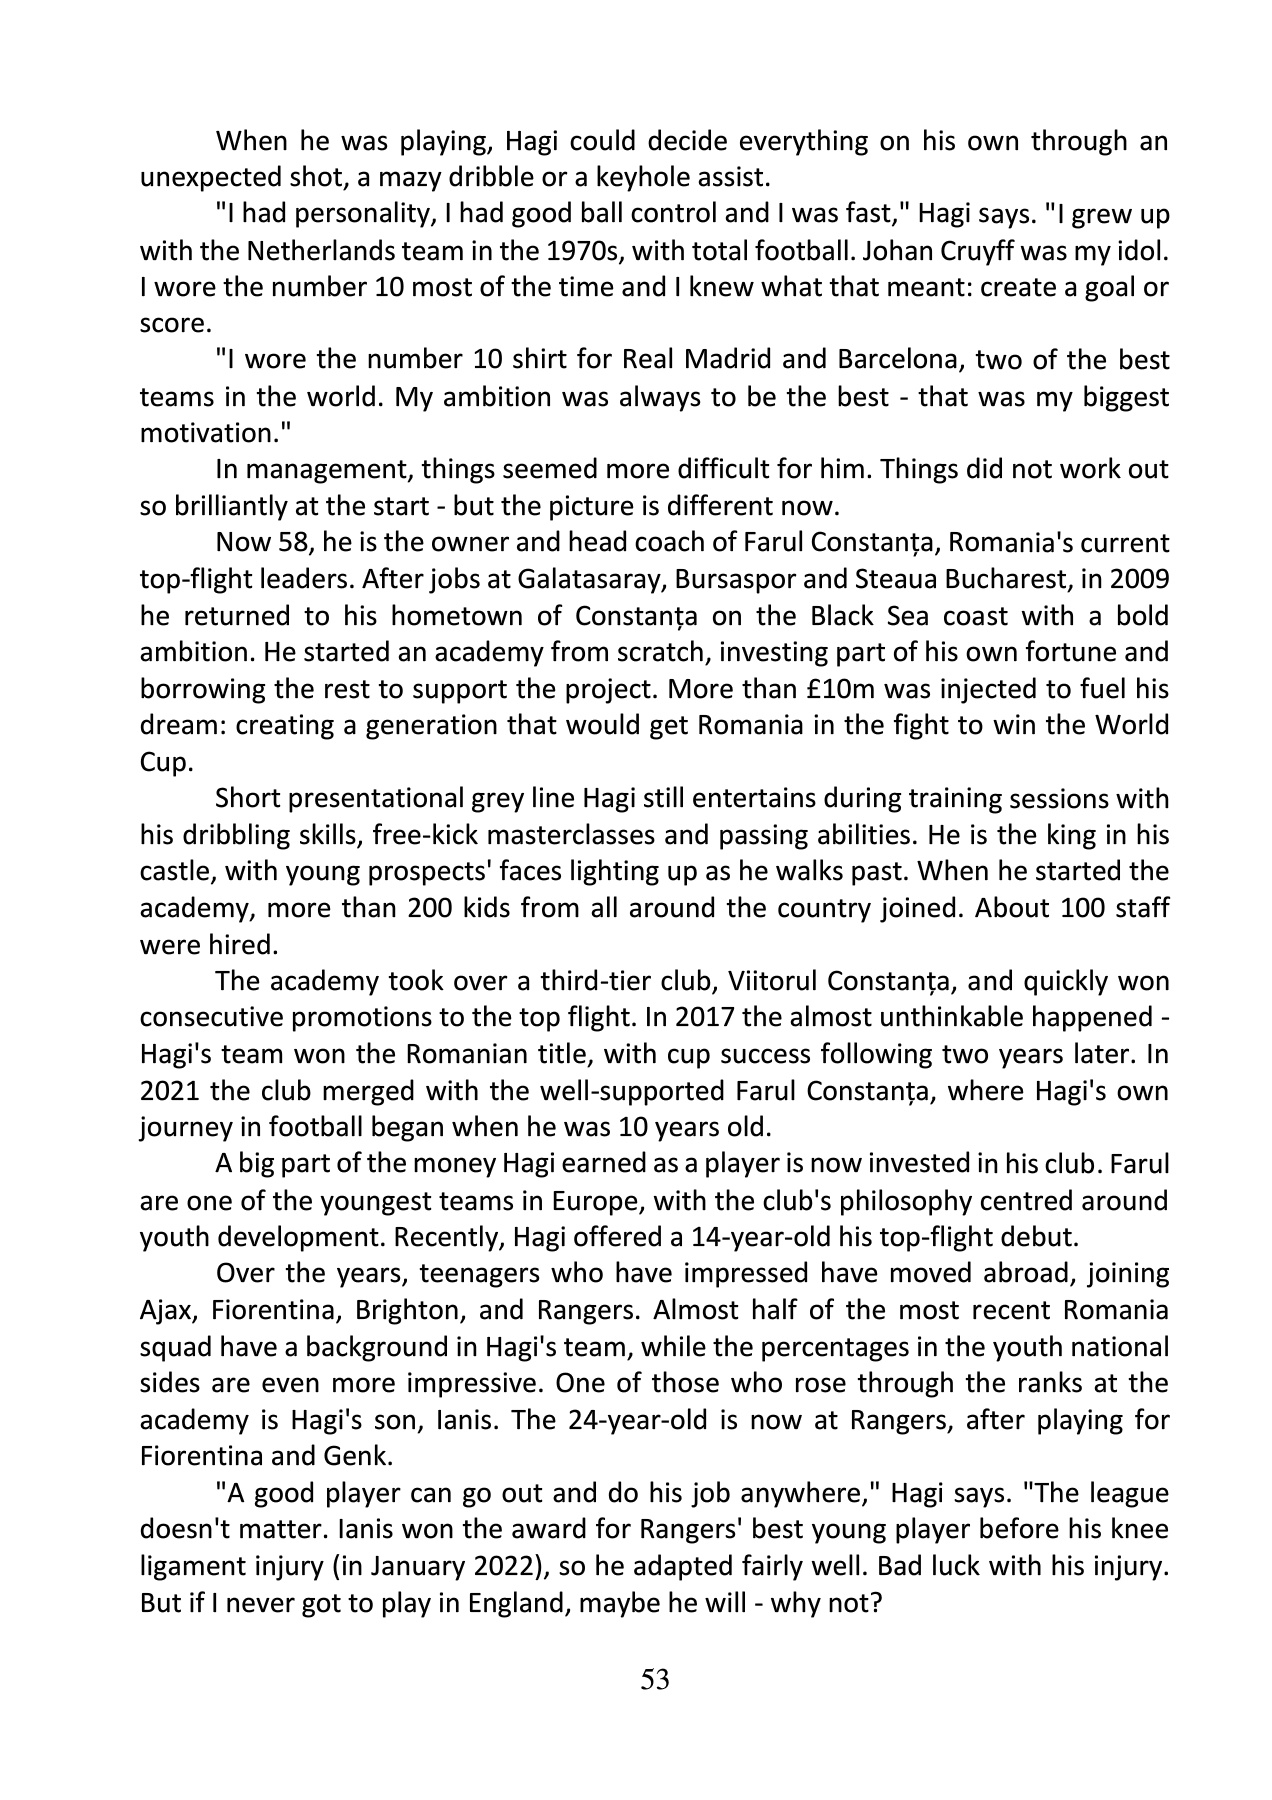 When he was playing, Hagi could decide everything on his own through an
unexpected shot, a mazy dribble or a keyhole assist.
"I had personality, I had good ball control and I was fast," Hagi says. "I grew up
with the Netherlands team in the 1970s, with total football. Johan Cruyff was my idol.
I wore the number 10 most of the time and I knew what that meant: create a goal or
score.
"I wore the number 10 shirt for Real Madrid and Barcelona, two of the best
teams in the world. My ambition was always to be the best - that was my biggest
motivation."
In management, things seemed more difficult for him. Things did not work out
so brilliantly at the start - but the picture is different now.
Now 58, he is the owner and head coach of Farul Constanța, Romania's current
top-flight leaders. After jobs at Galatasaray, Bursaspor and Steaua Bucharest, in 2009
he returned to his hometown of Constanța on the Black Sea coast with a bold
ambition. He started an academy from scratch, investing part of his own fortune and
borrowing the rest to support the project. More than £10m was injected to fuel his
dream: creating a generation that would get Romania in the fight to win the World
Cup.
Short presentational grey line Hagi still entertains during training sessions with
his dribbling skills, free-kick masterclasses and passing abilities. He is the king in his
castle, with young prospects' faces lighting up as he walks past. When he started the
academy, more than 200 kids from all around the country joined. About 100 staff
were hired.
The academy took over a third-tier club, Viitorul Constanța, and quickly won
consecutive promotions to the top flight. In 2017 the almost unthinkable happened -
Hagi's team won the Romanian title, with cup success following two years later. In
2021 the club merged with the well-supported Farul Constanța, where Hagi's own
journey in football began when he was 10 years old.
A big part of the money Hagi earned as a player is now invested in his club. Farul
are one of the youngest teams in Europe, with the club's philosophy centred around
youth development. Recently, Hagi offered a 14-year-old his top-flight debut.
Over the years, teenagers who have impressed have moved abroad, joining
Ajax, Fiorentina, Brighton, and Rangers. Almost half of the most recent Romania
squad have a background in Hagi's team, while the percentages in the youth national
sides are even more impressive. One of those who rose through the ranks at the
academy is Hagi's son, Ianis. The 24-year-old is now at Rangers, after playing for
Fiorentina and Genk.
"A good player can go out and do his job anywhere," Hagi says. "The league
doesn't matter. Ianis won the award for Rangers' best young player before his knee
ligament injury (in January 2022), so he adapted fairly well. Bad luck with his injury.
But if I never got to play in England, maybe he will - why not?
53